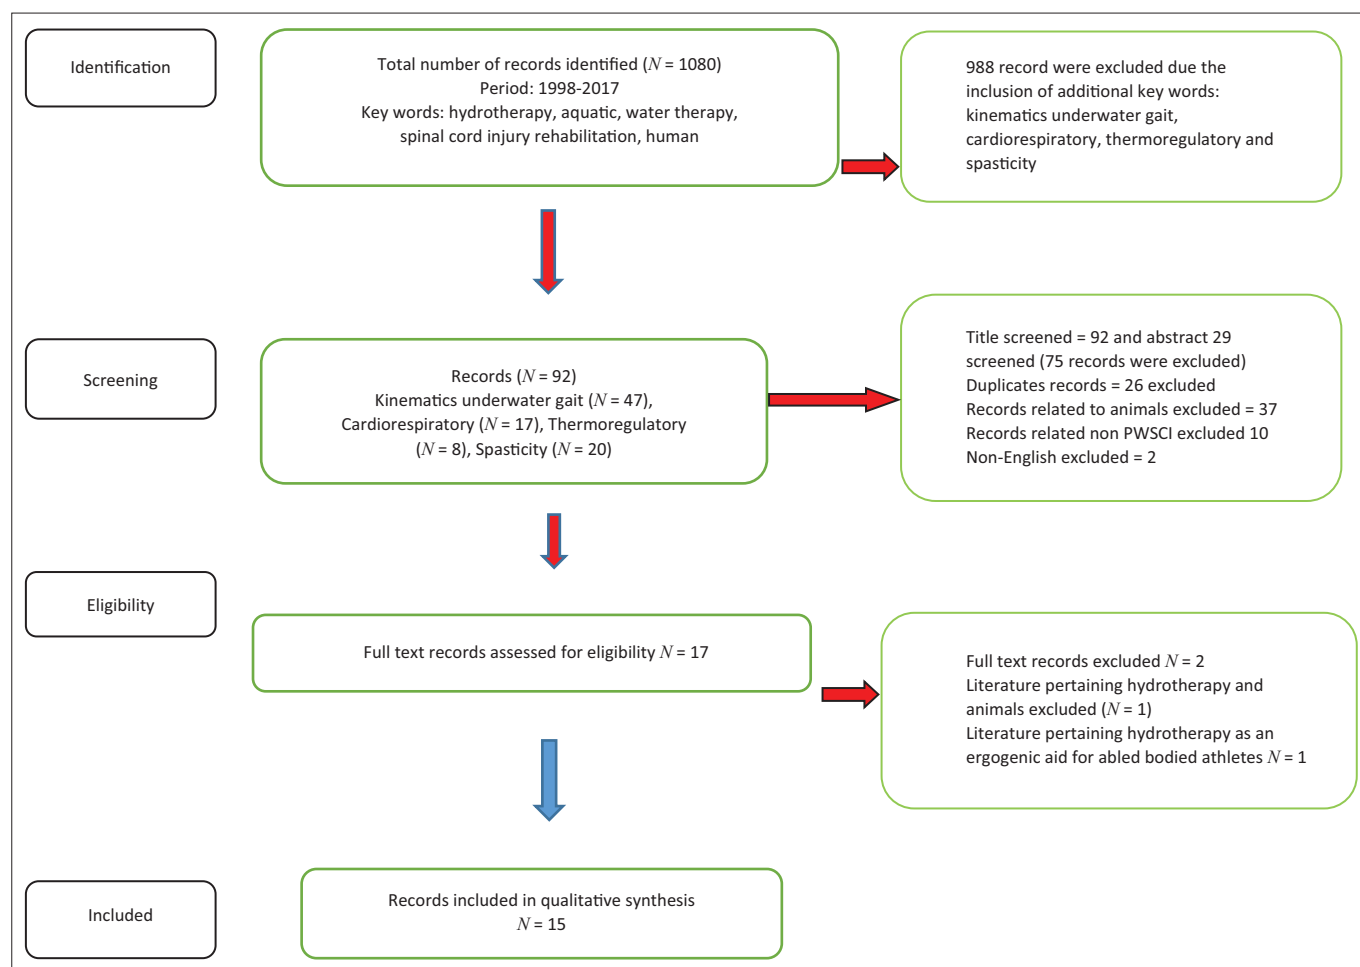 Identification
Total number of records identified (N = 1080)
Period: 1998-2017
Key words: hydrotherapy, aquatic, water therapy,
spinal cord injury rehabilitation, human
988 record were excluded due the
inclusion of additional key words:
kinematics underwater gait,
cardiorespiratory, thermoregulatory and
spasticity
Screening
Records (N = 92)
Kinematics underwater gait (N = 47),
Cardiorespiratory (N = 17), Thermoregulatory
(N = 8), Spasticity (N = 20)
Title screened = 92 and abstract 29
screened (75 records were excluded)
Duplicates records = 26 excluded
Records related to animals excluded = 37
Records related non PWSCI excluded 10
Non-English excluded = 2
Eligibility
Full text records assessed for eligibility N = 17
Full text records excluded N = 2
Literature pertaining hydrotherapy and
animals excluded (N = 1)
Literature pertaining hydrotherapy as an
ergogenic aid for abled bodied athletes N = 1
Included
Records included in qualitative synthesis
N = 15